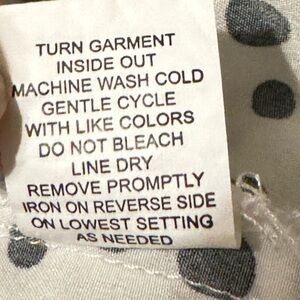 TURN GARMENT
INSIDE OUT
MACHINE WASH COLD
GENTLE CYCLE
WITH LIKE COLORS
DO NOT BLEACH
LINE DRY
REMOVE PROMPTLY
IRON ON REVERSE SIDE
ON LOWEST SETTING
AS NEEDED